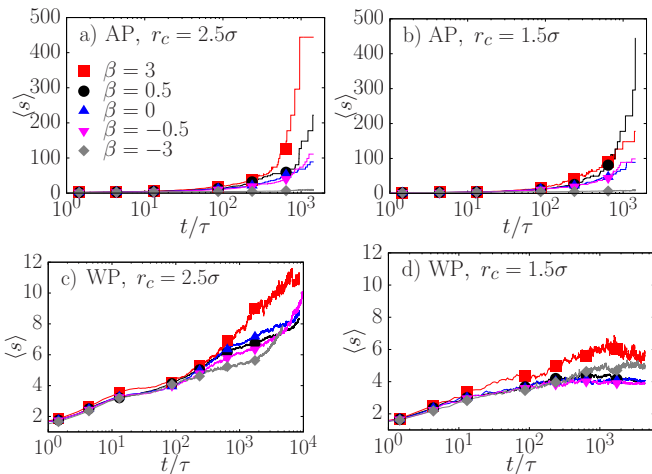 a) AP, r_c = 2.5σ
⟨s⟩
500
400
300
200
100
0
β = 3
β = 0.5
β = 0
β = −0.5
β = −3
10^0 10^1 10^2 10^3
t/τ
b) AP, r_c = 1.5σ
⟨s⟩
500
400
300
200
100
0
10^0 10^1 10^2 10^3
t/τ
c) WP, r_c = 2.5σ
⟨s⟩
12
10
8
6
4
2
10^0 10^1 10^2 10^3 10^4
t/τ
d) WP, r_c = 1.5σ
⟨s⟩
12
10
8
6
4
2
10^0 10^1 10^2 10^3
t/τ